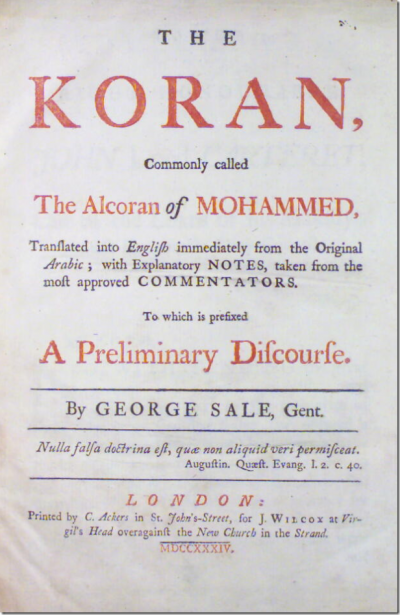 THE
KORAN,
Commonly called
The Alcoran of MOHAMMED,
Tranſlated into Engliſh immediately from the Original
Arabic; with Explanatory NOTES, taken from the
moſt approved COMMENTATORS.
To which is prefixed
A Preliminary Diſcourſe.
By GEORGE SALE, Gent.
Nulla falſa doctrina eſt, quæ non aliquid veri permiſceat.
Auguſtin. Quæſt. Evang. l. 2. c. 40.
LONDON:
Printed by C. Ackers in St. John's-Street, for J. WILCOX at Vir-
gil's Head overagainſt the New Church in the Strand.
MDCCXXXIV.